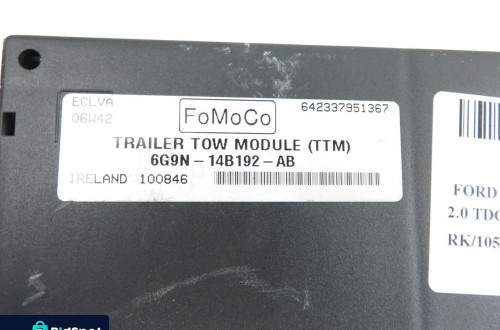 ECLVA
06W42
FoMoCo
642337951367
TRAILER TOW MODULE (TTM)
6G9N-14B192-AB
IRELAND 100846
FORD
2.0 TDC
RK/105
BidSpot